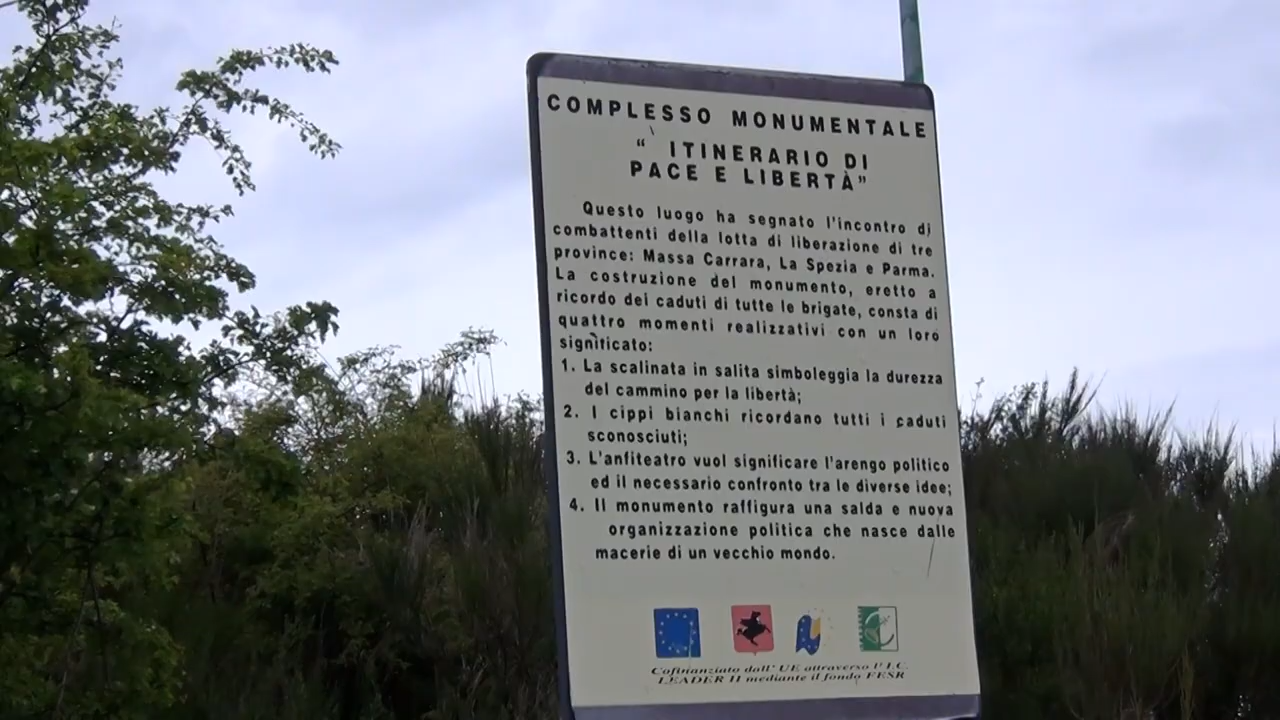 COMPLESSO MONUMENTALE
“ ITINERARIO DI
PACE E LIBERTÀ”
Questo luogo ha segnato l'incontro di
combattenti della lotta di liberazione di tre
province: Massa Carrara, La Spezia e Parma.
La costruzione del monumento, eretto a
ricordo dei caduti di tutte le brigate, consta di
quattro momenti realizzativi con un loro
significato:
1. La scalinata in salita simboleggia la durezza
del cammino per la libertà;
2. I cippi bianchi ricordano tutti i caduti
sconosciuti;
3. L'anfiteatro vuol significare l'arengo politico
ed il necessario confronto tra le diverse idee;
4. Il monumento raffigura una salda e nuova
organizzazione politica che nasce dalle
macerie di un vecchio mondo.
Cofinanziato dall' UE attraverso l' I.C.
LEADER II mediante il fondo FESR